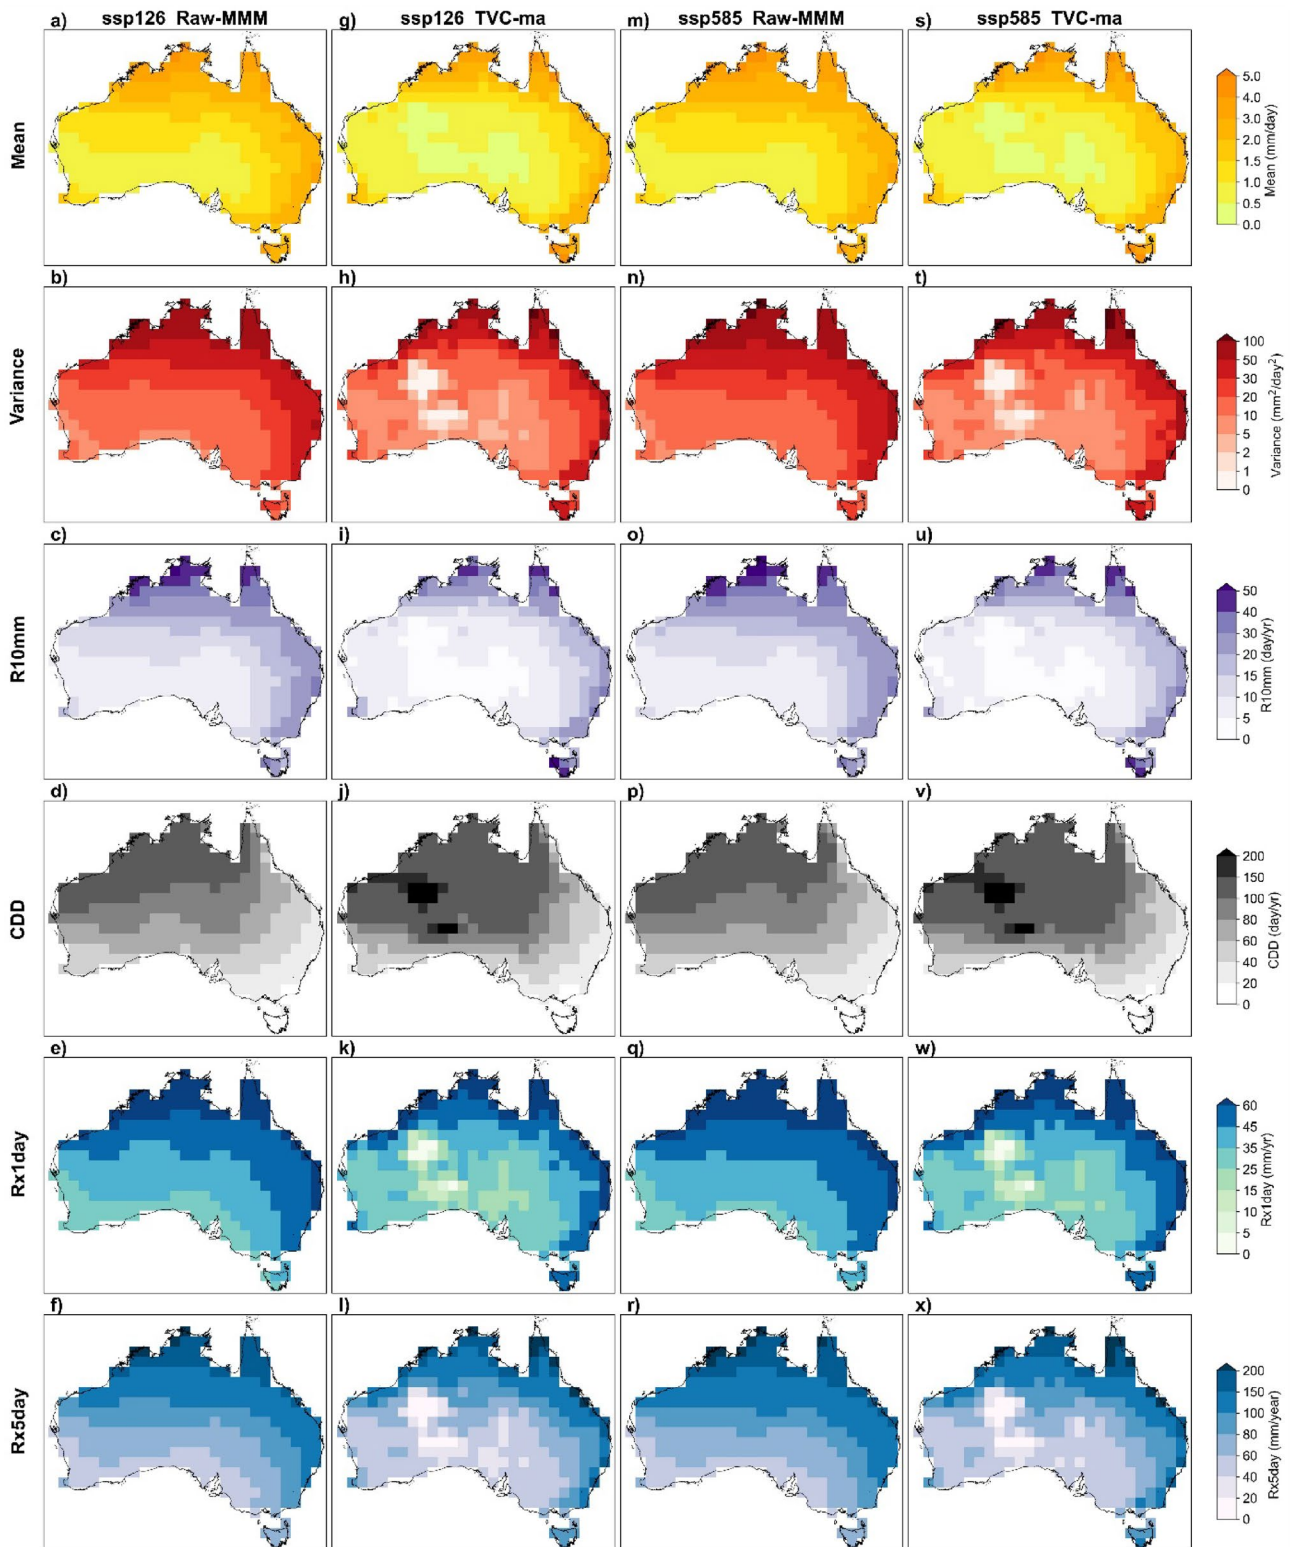 a) ssp126 Raw-MMM
g) ssp126 TVC-ma
m) ssp585 Raw-MMM
s) ssp585 TVC-ma
Mean
5.0
4.0
3.0
2.0
1.5
1.0
0.5
0.0
Mean (mm/day)
b)
h)
n)
t)
Variance
100
50
30
20
10
5
2
1
0
Variance (mm²/day²)
c)
i)
o)
u)
R10mm
50
40
30
20
15
10
5
0
R10mm (day/yr)
d)
j)
p)
v)
CDD
200
150
100
80
60
40
20
0
CDD (day/yr)
e)
k)
q)
w)
Rx1day
60
45
35
25
15
10
5
0
Rx1day (mm/yr)
f)
l)
r)
x)
Rx5day
200
150
100
80
60
40
20
0
Rx5day (mm/year)